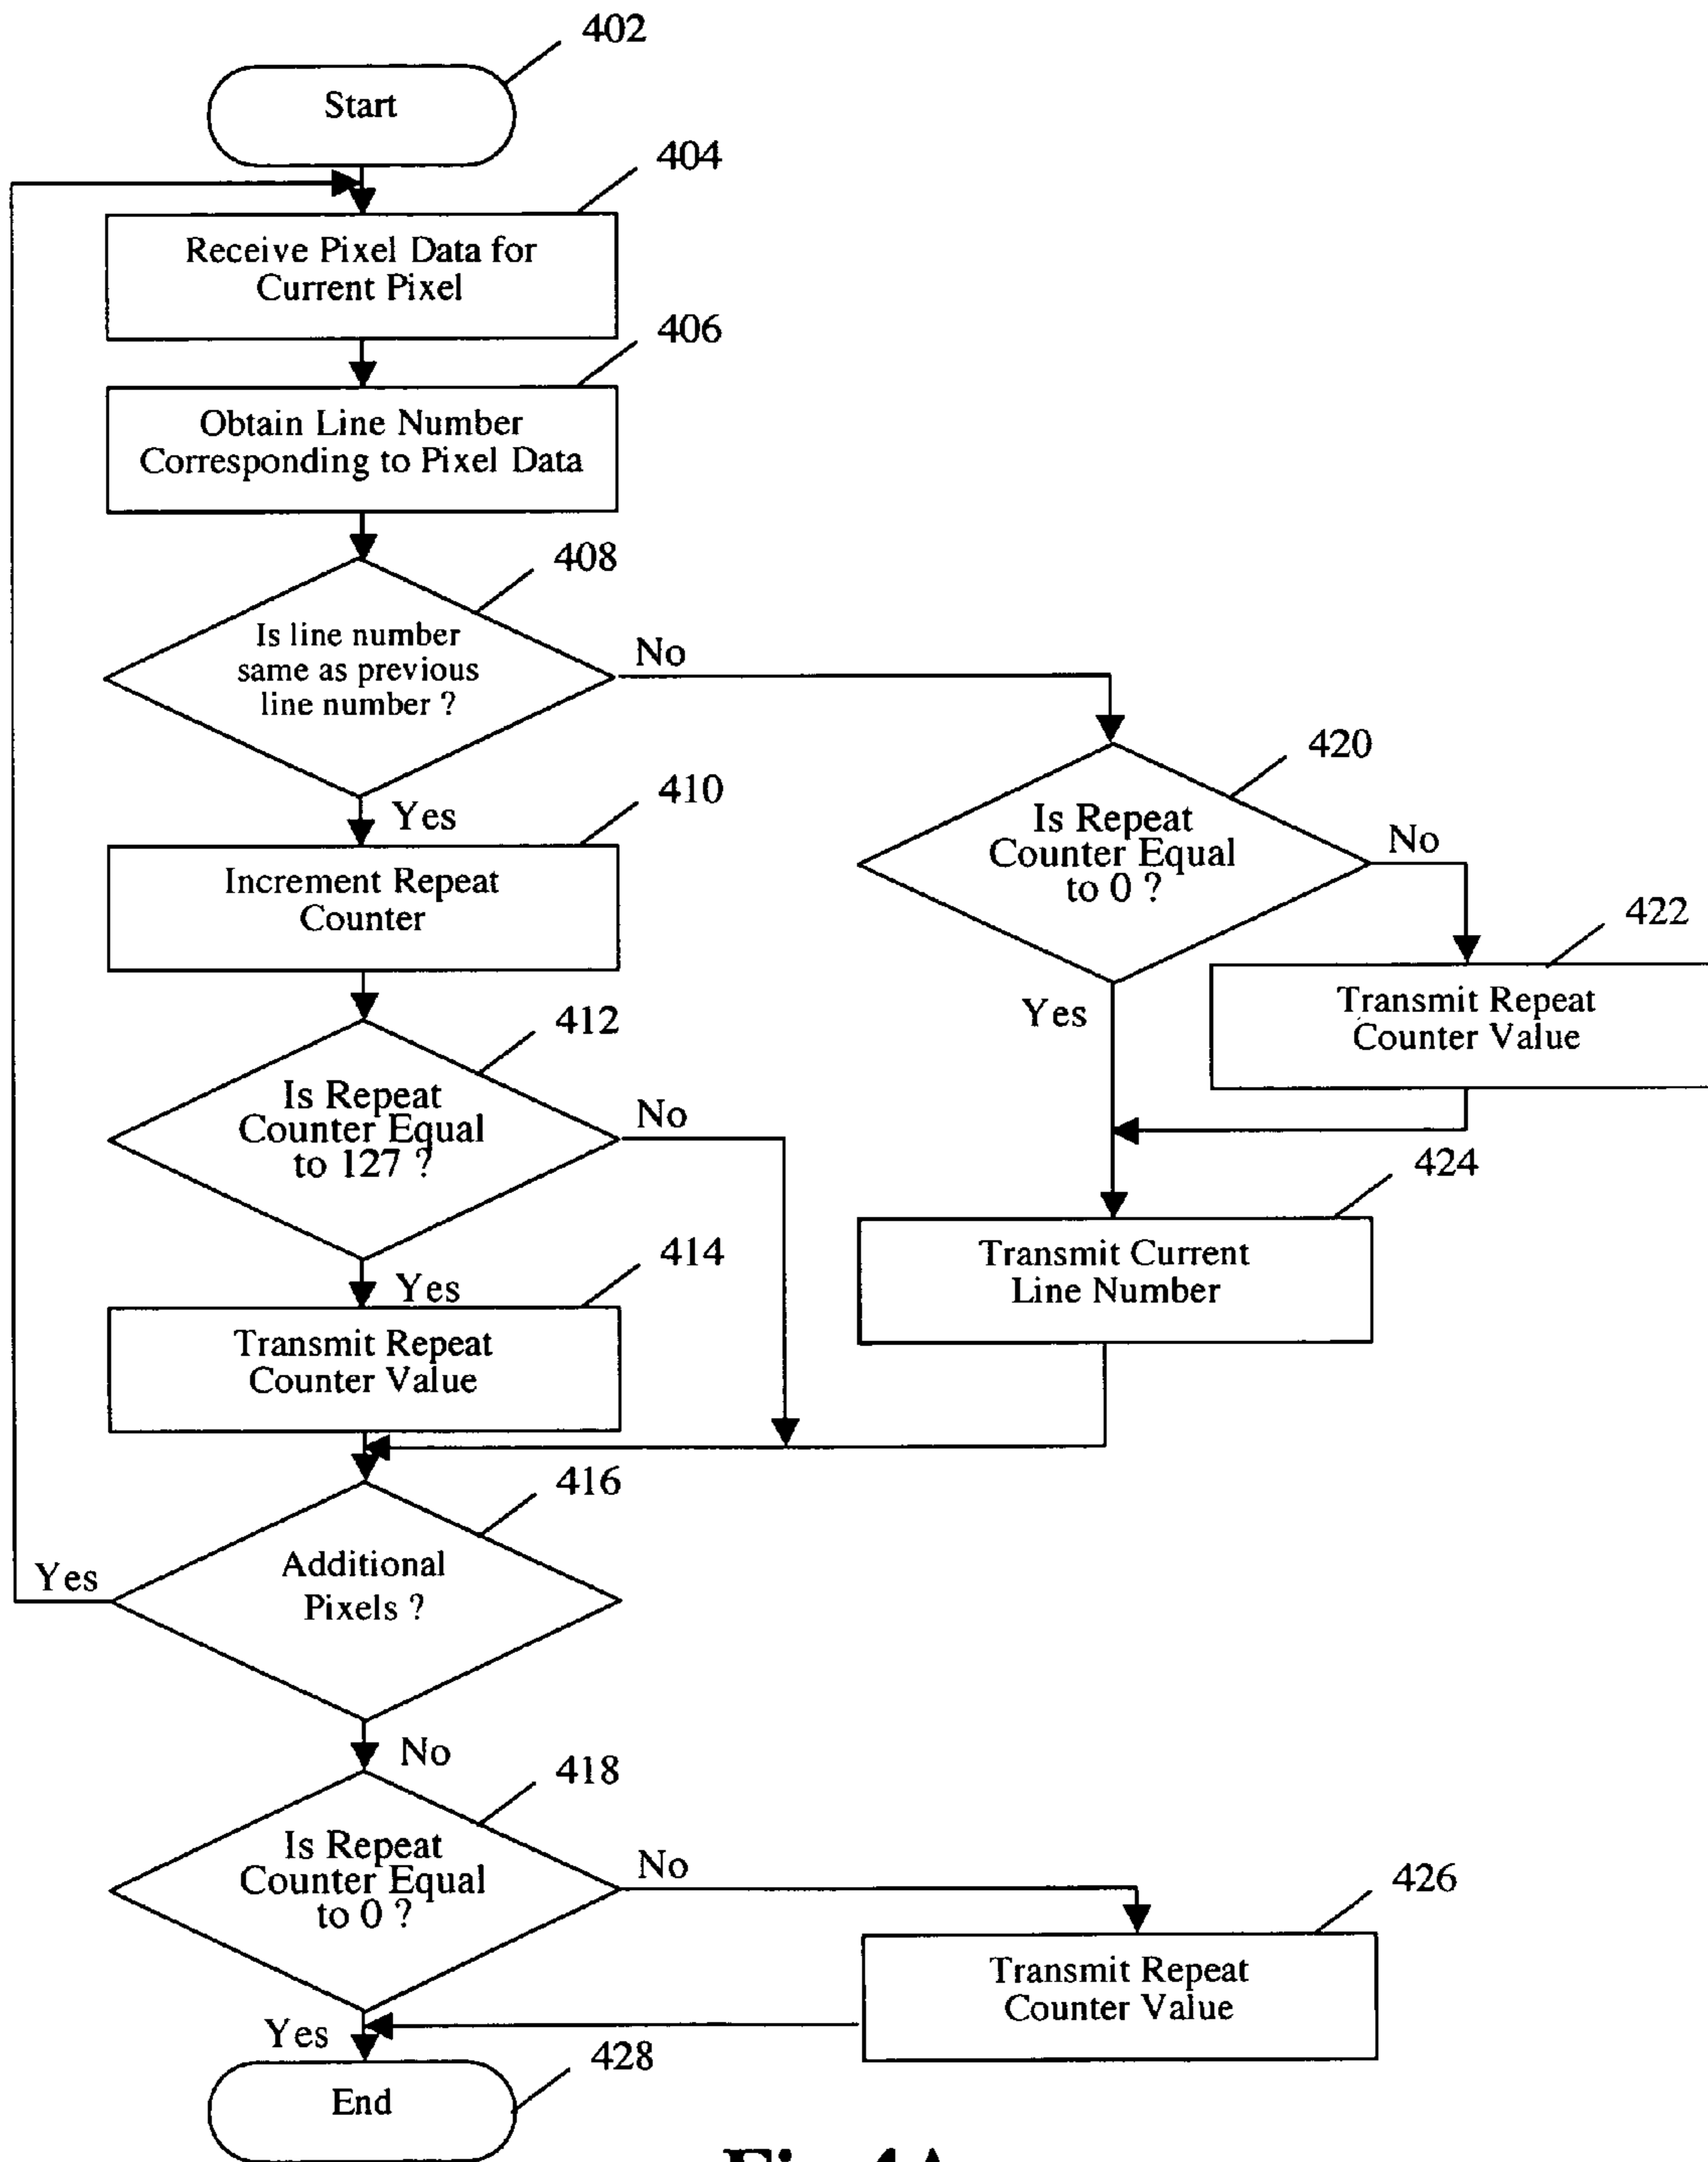 402
Start
404
Receive Pixel Data for
Current Pixel
406
Obtain Line Number
Corresponding to Pixel Data
408
Is line number
same as previous
line number ?
No
Yes
420
Is Repeat
Counter Equal
to 0 ?
No
Yes
422
Transmit Repeat
Counter Value
410
Increment Repeat
Counter
412
Is Repeat
Counter Equal
to 127 ?
No
Yes
424
Transmit Current
Line Number
414
Transmit Repeat
Counter Value
416
Additional
Pixels ?
Yes
No
418
Is Repeat
Counter Equal
to 0 ?
No
Yes
426
Transmit Repeat
Counter Value
428
End